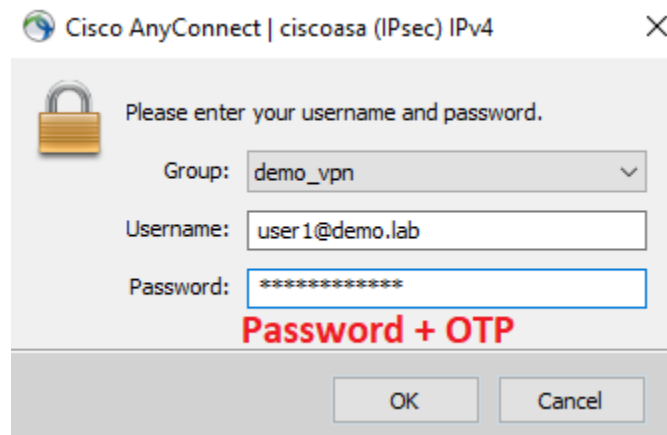 Cisco AnyConnect | ciscoasa (IPsec) IPv4
Please enter your username and password.
Group: demo_vpn
Username: user1@demo.lab
Password: ************
Password + OTP
OK Cancel